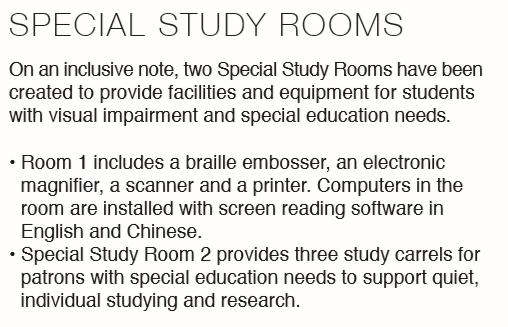 SPECIAL STUDY ROOMS
On an inclusive note, two Special Study Rooms have been
created to provide facilities and equipment for students
with visual impairment and special education needs.
• Room 1 includes a braille embosser, an electronic
magnifier, a scanner and a printer. Computers in the
room are installed with screen reading software in
English and Chinese.
• Special Study Room 2 provides three study carrels for
patrons with special education needs to support quiet,
individual studying and research.